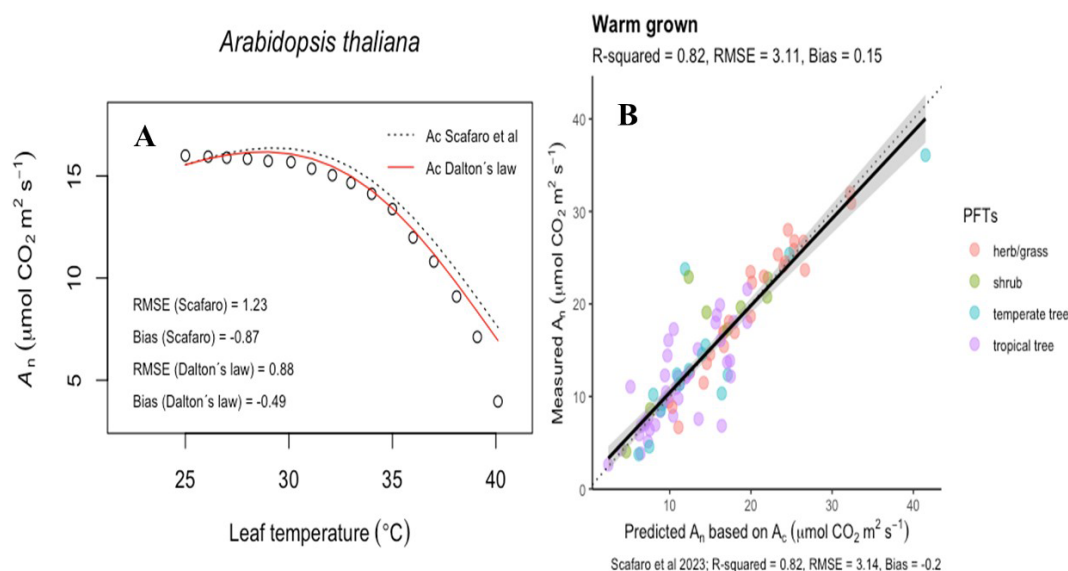 Arabidopsis thaliana
A
Ac Scafaro et al
Ac Dalton´s law
Aₙ (μmol CO₂ m² s⁻¹)
15
10
5
RMSE (Scafaro) = 1.23
Bias (Scafaro) = -0.87
RMSE (Dalton´s law) = 0.88
Bias (Dalton´s law) = -0.49
25 30 35 40
Leaf temperature (°C)
Warm grown
R-squared = 0.82, RMSE = 3.11, Bias = 0.15
B
Measured Aₙ (μmol CO₂ m² s⁻¹)
40
30
20
10
0
10 20 30 40
Predicted Aₙ based on A꜀ (μmol CO₂ m² s⁻¹)
PFTs
herb/grass
shrub
temperate tree
tropical tree
Scafaro et al 2023; R-squared = 0.82, RMSE = 3.14, Bias = -0.2